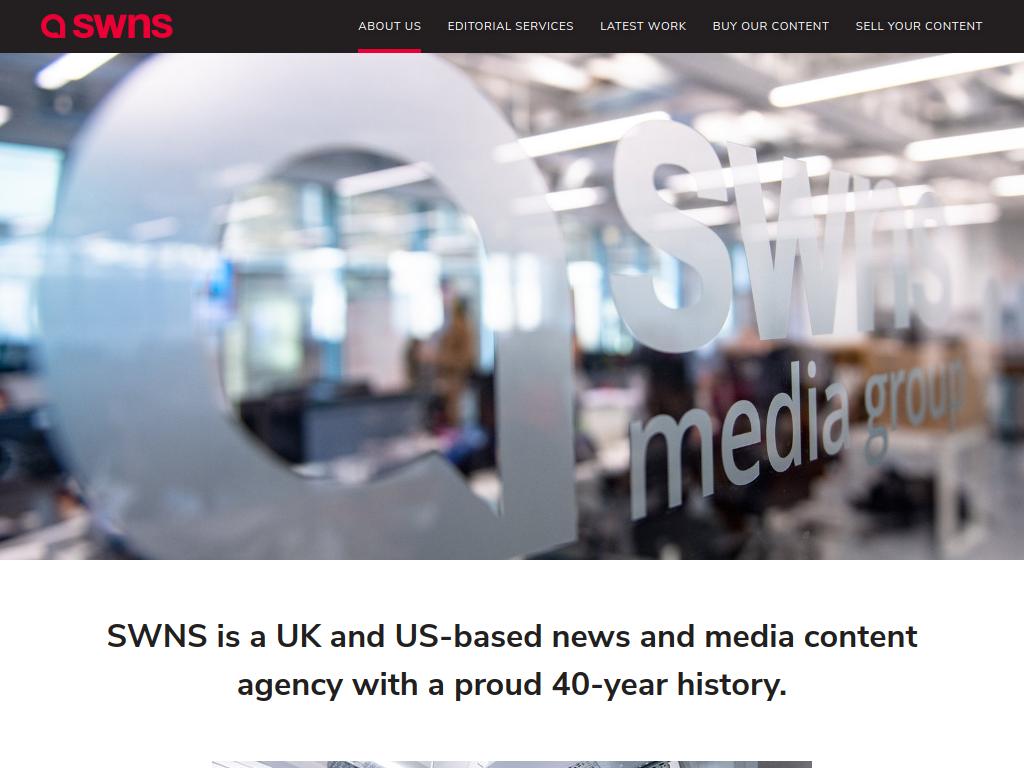 swns
ABOUT US
EDITORIAL SERVICES
LATEST WORK
BUY OUR CONTENT
SELL YOUR CONTENT
Swns
media group
SWNS is a UK and US-based news and media content
agency with a proud 40-year history.